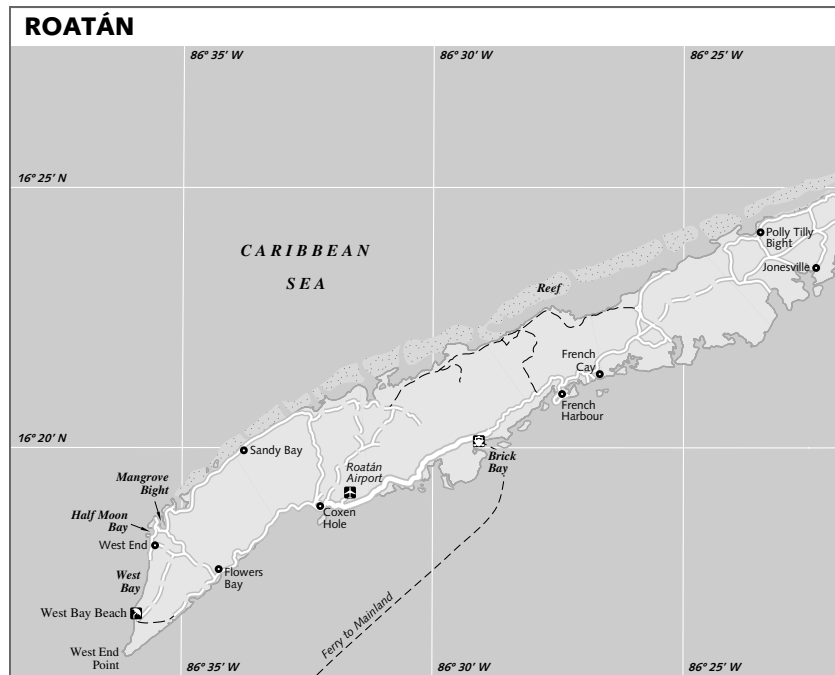 ROATÁN
86° 35’ W
86° 30’ W
86° 25’ W
16° 25’ N
CARIBBEAN
SEA
Polly Tilly
Bight
Jonesville
Reef
French
Cay
French
Harbour
16° 20’ N
Sandy Bay
Brick
Bay
Roatán
Airport
Mangrove
Bight
Half Moon
Bay
Coxen
Hole
West End
West
Bay
Flowers
Bay
West Bay Beach
Ferry to Mainland
West End
Point
86° 35’ W
86° 30’ W
86° 25’ W